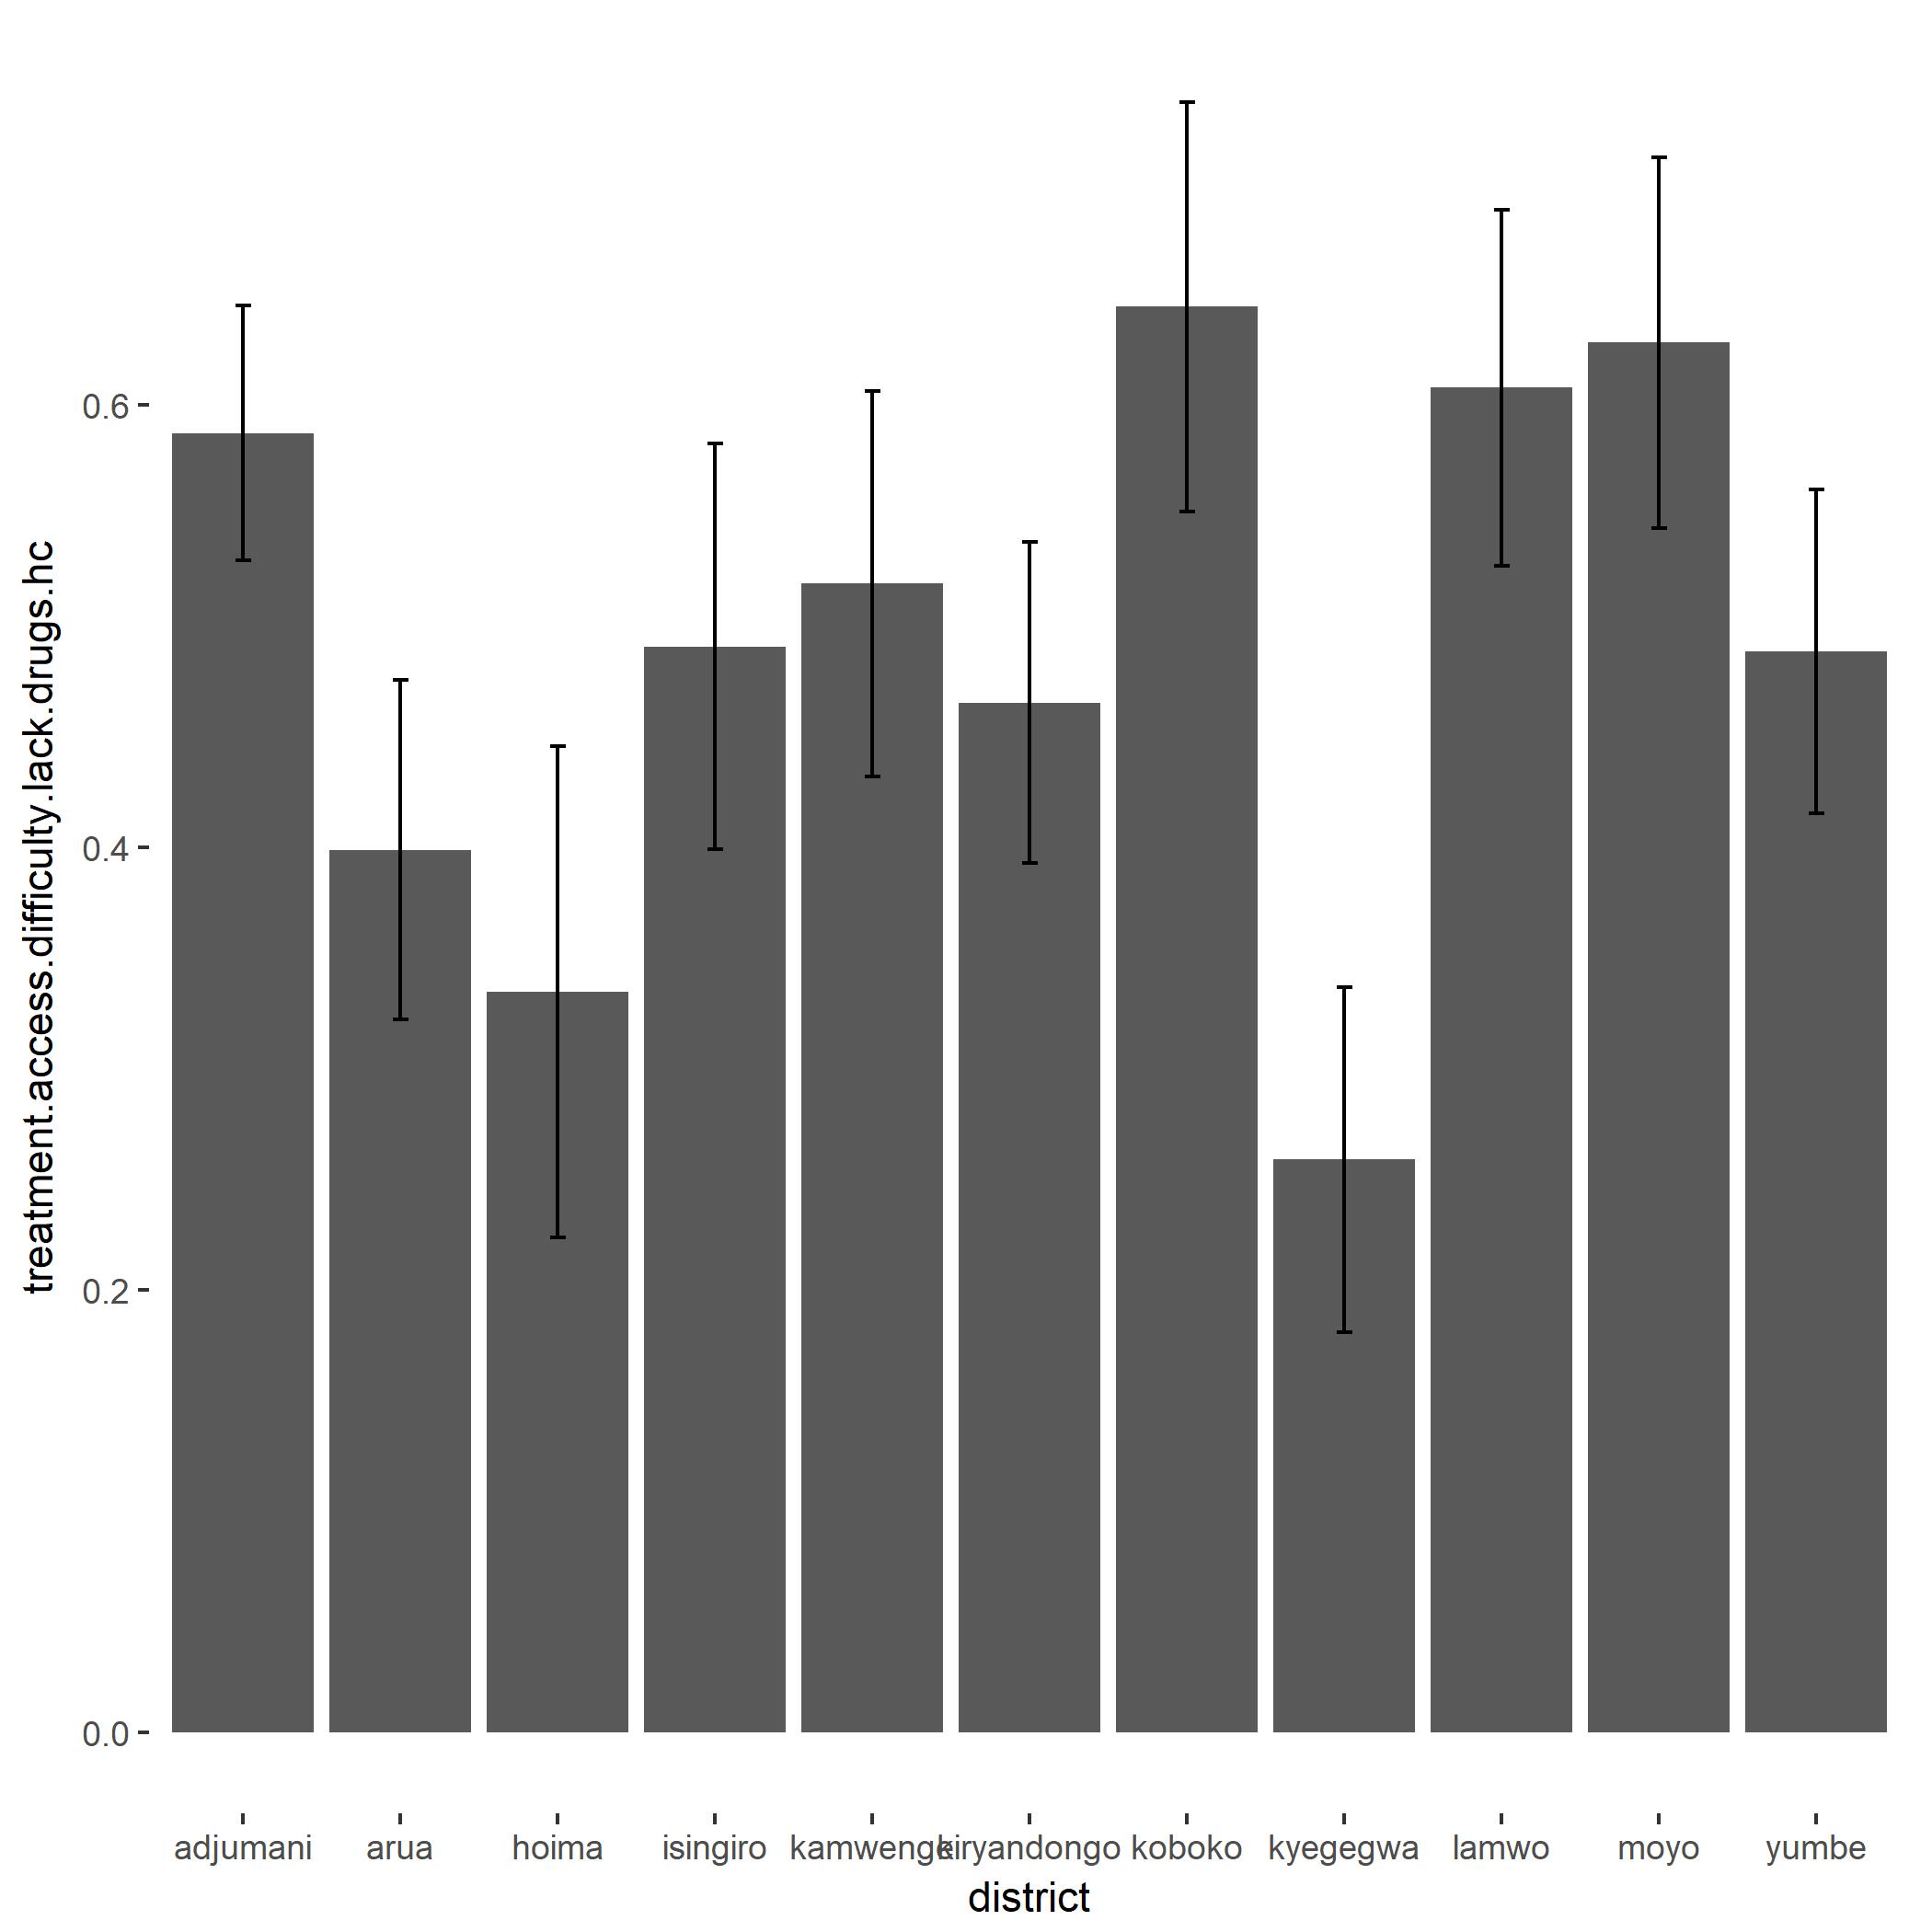 treatment.access.difficulty.lack.drugs.hc
0.6
0.4
0.2
0.0
adjumani arua hoima isingiro kamwenge kiryandongo koboko kyegegwa lamwo moyo yumbe
district